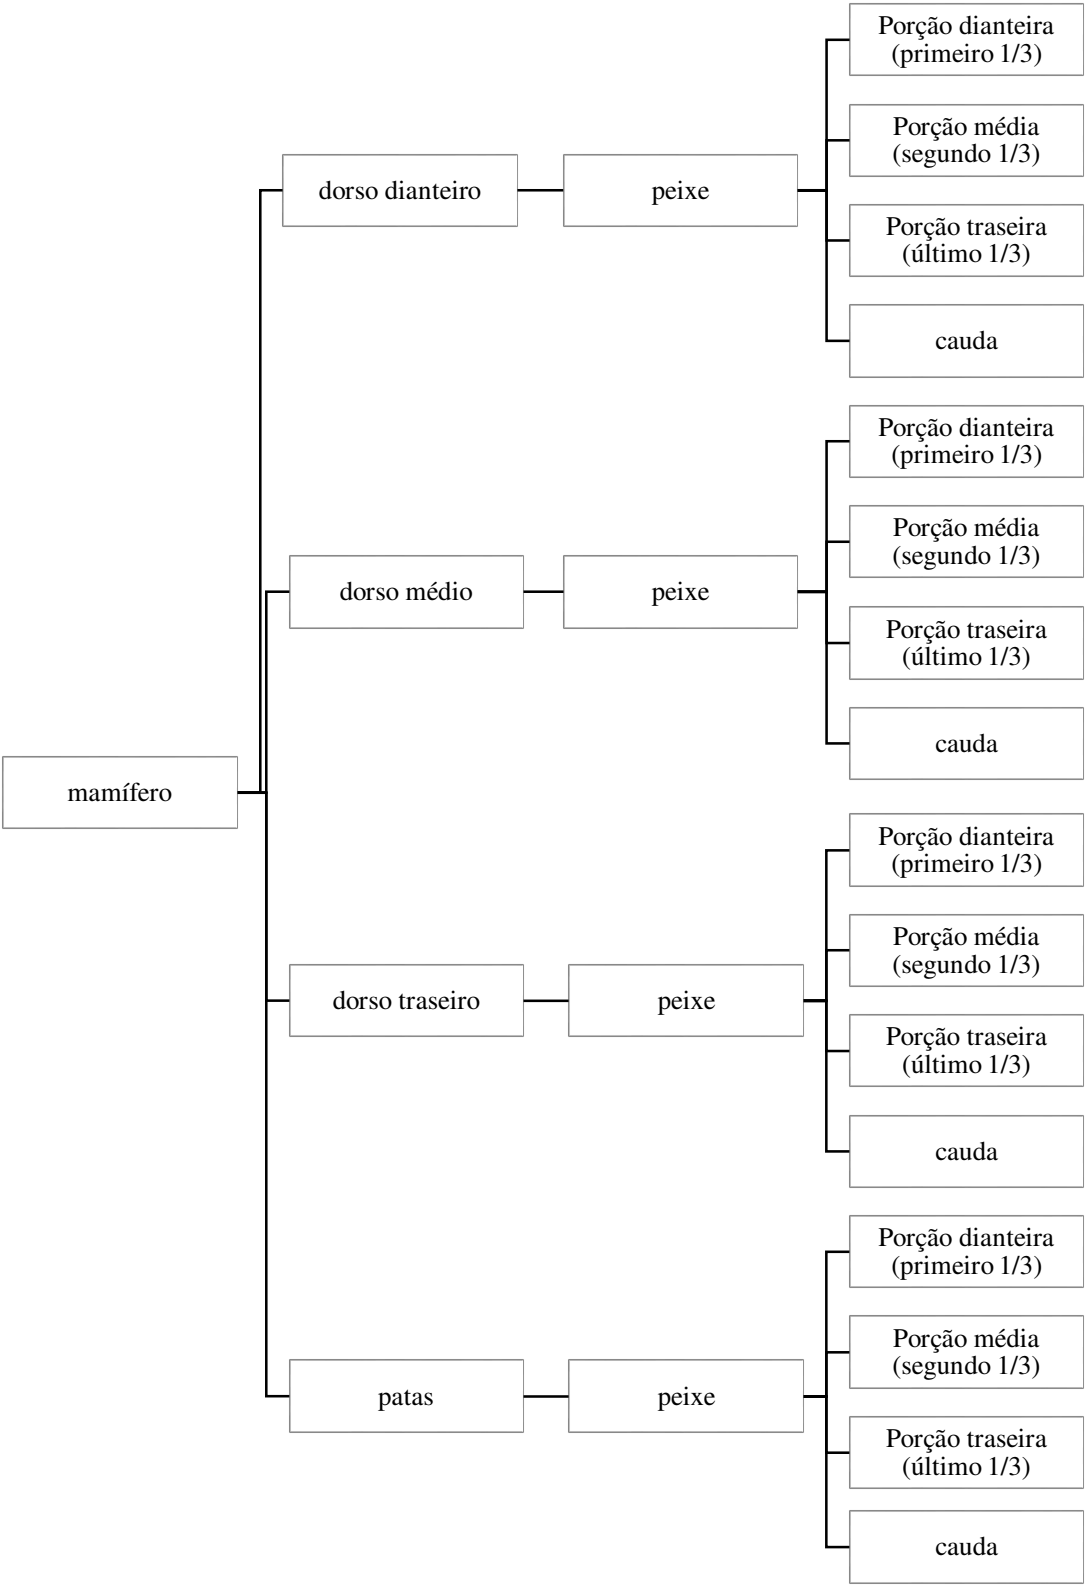 Porção dianteira
(primeiro 1/3)
Porção média
(segundo 1/3)
dorso dianteiro
peixe
Porção traseira
(último 1/3)
cauda
Porção dianteira
(primeiro 1/3)
Porção média
(segundo 1/3)
dorso médio
peixe
Porção traseira
(último 1/3)
cauda
mamífero
Porção dianteira
(primeiro 1/3)
Porção média
(segundo 1/3)
dorso traseiro
peixe
Porção traseira
(último 1/3)
cauda
Porção dianteira
(primeiro 1/3)
Porção média
(segundo 1/3)
patas
peixe
Porção traseira
(último 1/3)
cauda